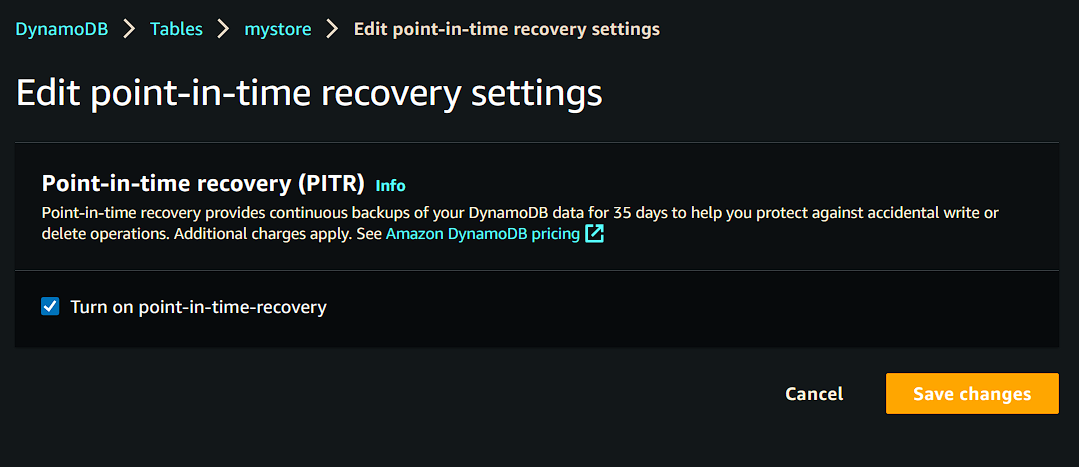 DynamoDB > Tables > mystore > Edit point-in-time recovery settings
Edit point-in-time recovery settings
Point-in-time recovery (PITR) Info
Point-in-time recovery provides continuous backups of your DynamoDB data for 35 days to help you protect against accidental write or
delete operations. Additional charges apply. See Amazon DynamoDB pricing
Turn on point-in-time-recovery
Cancel Save changes